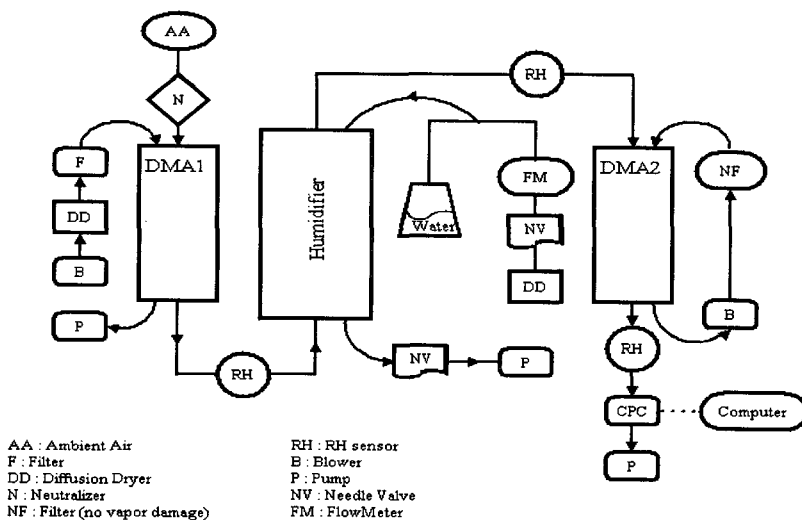 AA
N
F
DD
B
P
DMA1
RH
Humidifier
NV
P
Water
FM
NV
DD
RH
DMA2
NF
B
RH
CPC
Computer
P
AA : Ambient Air
F : Filter
DD : Diffusion Dryer
N : Neutralizer
NF : Filter (no vapor damage)
RH : RH sensor
B : Blower
P : Pump
NV : Needle Valve
FM : FlowMeter